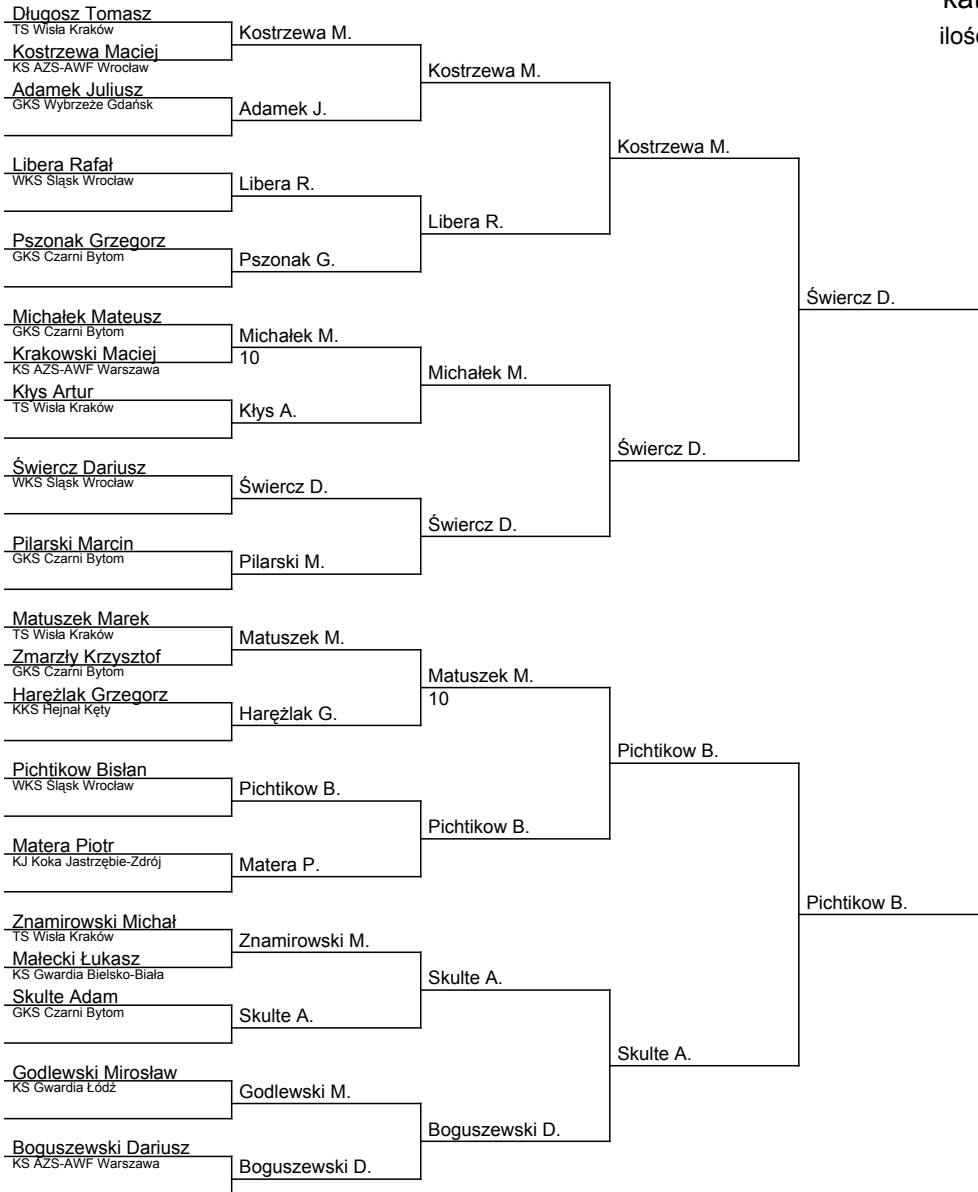 Długosz Tomasz
TS Wisła Kraków
Kostrzewa Maciej
KS AZS-AWF Wrocław
Adamek Juliusz
GKS Wybrzeże Gdańsk
Libera Rafał
WKS Śląsk Wrocław
Pszonak Grzegorz
GKS Czarni Bytom
Michałek Mateusz
GKS Czarni Bytom
Krakowski Maciej
KS AZS-AWF Warszawa
Kłys Artur
TS Wisła Kraków
Świercz Dariusz
WKS Śląsk Wrocław
Pilarski Marcin
GKS Czarni Bytom
Matuszek Marek
TS Wisła Kraków
Zmarzły Krzysztof
GKS Czarni Bytom
Harężlak Grzegorz
KKS Hejnał Kęty
Pichtikow Bisłan
WKS Śląsk Wrocław
Matera Piotr
KJ Koka Jastrzębie-Zdrój
Znamirowski Michał
TS Wisła Kraków
Małecki Łukasz
KS Gwardia Bielsko-Biała
Skulte Adam
GKS Czarni Bytom
Godlewski Mirosław
KS Gwardia Łódź
Boguszewski Dariusz
KS AZS-AWF Warszawa
Kostrzewa M.
Adamek J.
Libera R.
Pszonak G.
Michałek M.
10
Kłys A.
Świercz D.
Pilarski M.
Matuszek M.
Harężlak G.
Pichtikow B.
Matera P.
Znamirowski M.
Skulte A.
Godlewski M.
Boguszewski D.
Kostrzewa M.
Libera R.
Michałek M.
Świercz D.
Matuszek M.
10
Pichtikow B.
Skulte A.
Boguszewski D.
Kostrzewa M.
Świercz D.
Pichtikow B.
Skulte A.
Świercz D.
Pichtikow B.